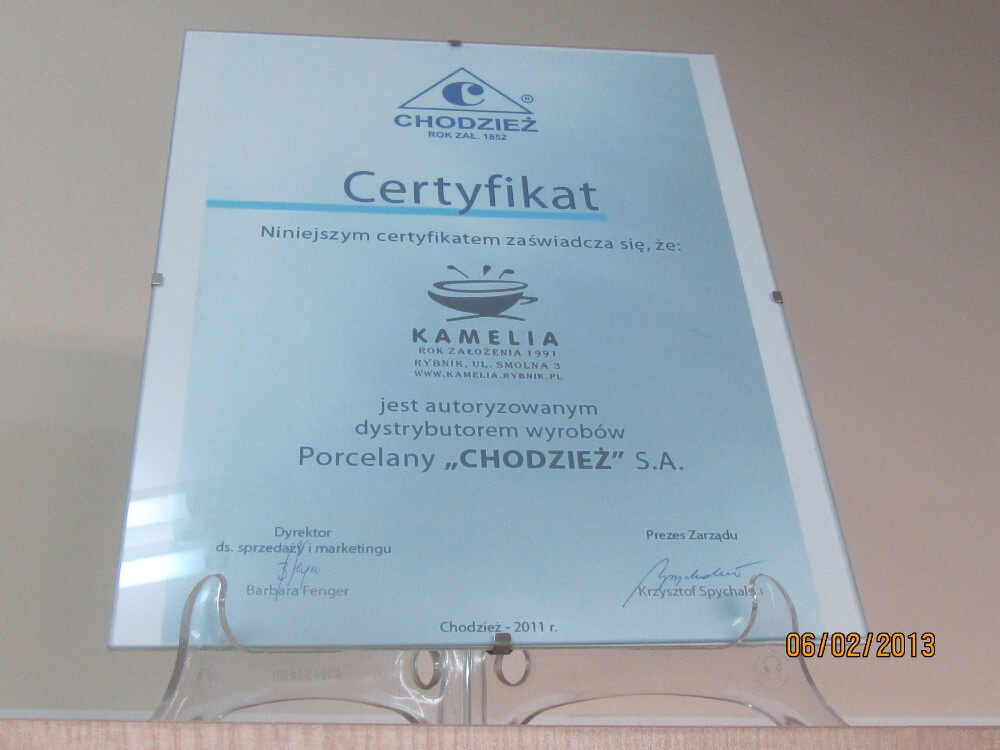 C ®
CHODZIEŻ
ROK ZAŁ. 1852
Certyfikat
Niniejszym certyfikatem zaświadcza się, że:
KAMELIA
ROK ZAŁOŻENIA 1991
RYBNIK, UL. SMOLNA 3
WWW.KAMELIA.RYBNIK.PL
jest autoryzowanym
dystrybutorem wyrobów
Porcelany „CHODZIEŻ” S.A.
Dyrektor
ds. sprzedaży i marketingu
Barbara Fenger
Prezes Zarządu
Krzysztof Spychalski
Chodzież - 2011 r.
06/02/2013